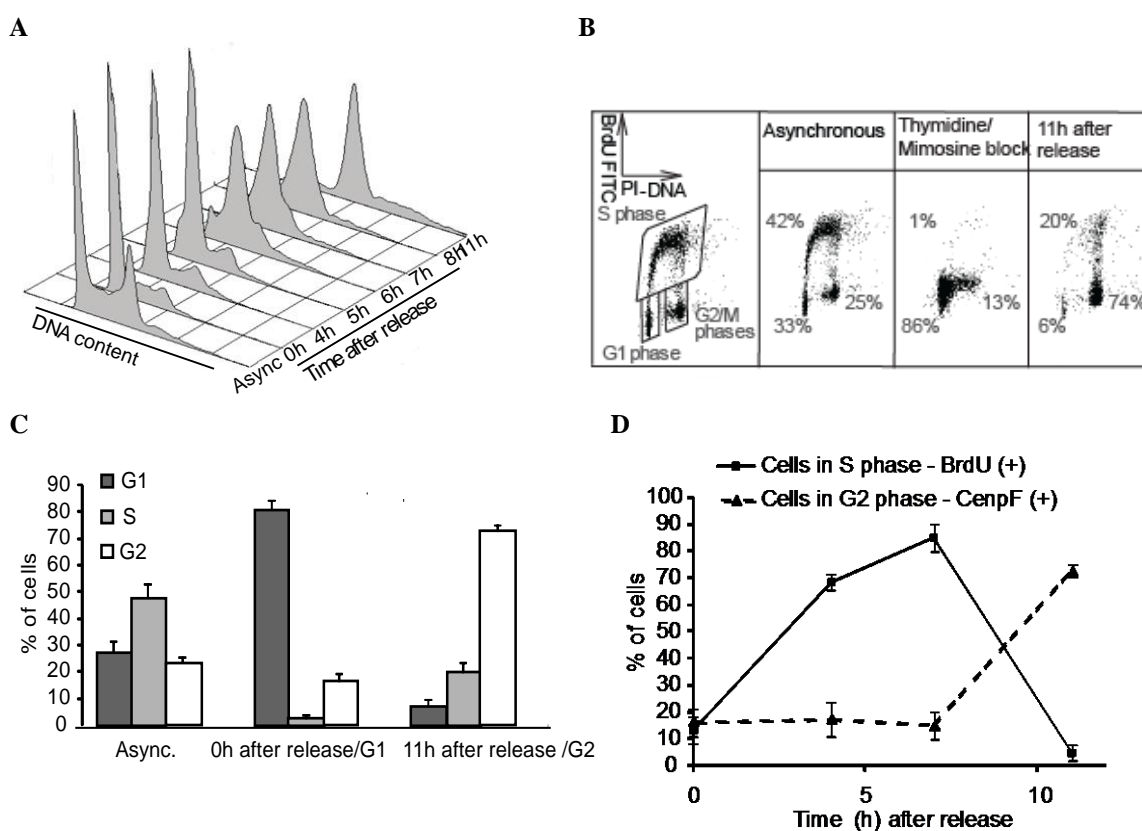 A
DNA content
Async 0h 4h 5h 6h 7h 8h 11h
Time after release
B
BrdU FITC
PI-DNA
S phase
G2/M
phases
G1 phase
Asynchronous
42%
25%
33%
Thymidine/
Mimosine block
1%
13%
86%
11h after
release
20%
74%
6%
C
G1
S
G2
% of cells
90
80
70
60
50
40
30
20
10
0
Async.
0h after release/G1
11h after release /G2
D
Cells in S phase - BrdU (+)
Cells in G2 phase - CenpF (+)
% of cells
100
90
80
70
60
50
40
30
20
10
0
0 5 10
Time (h) after release